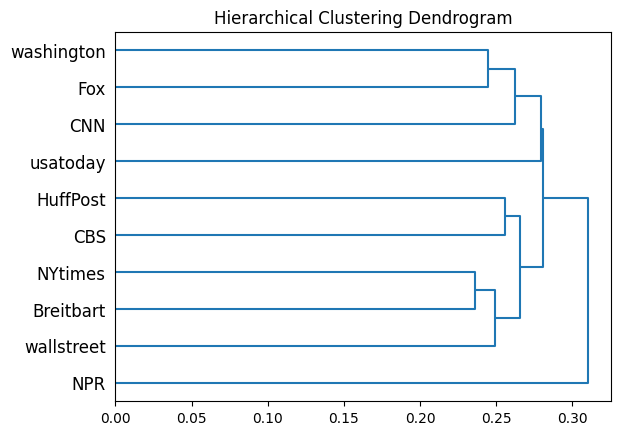 Hierarchical Clustering Dendrogram
washington
Fox
CNN
usatoday
HuffPost
CBS
NYtimes
Breitbart
wallstreet
NPR
0.00 0.05 0.10 0.15 0.20 0.25 0.30